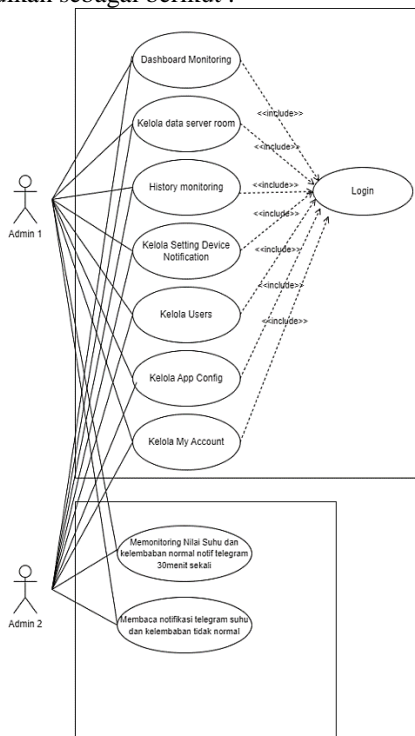 sebagai berikut :
Dashboard Monitoring
<<include>>
Kelola data server room
<<include>>
History monitoring
<<include>>
Login
Admin 1
<<include>>
Kelola Setting Device
Notification
<<include>>
Kelola Users
<<include>>
<<include>>
Kelola App Config
Kelola My Account
Memonitoring Nilai Suhu dan
kelembaban normal notif telegram
30menit sekali
Admin 2
Membaca notifikasi telegram suhu
dan kelembaban tidak normal